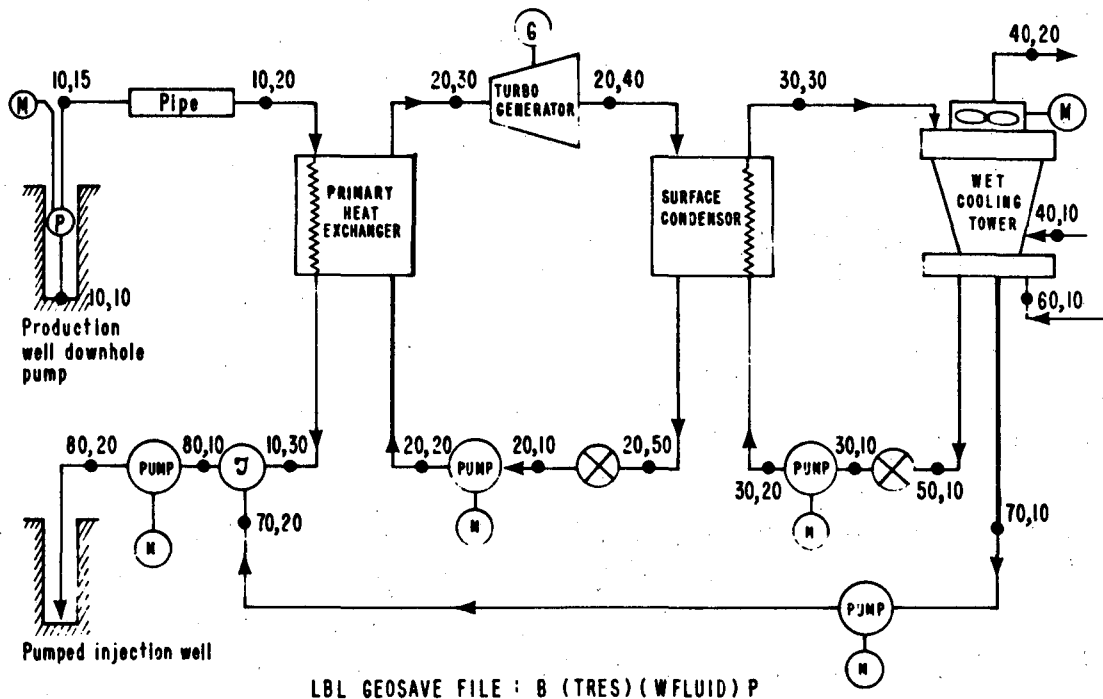 G
40,20
10,15
10,20
20,30
TURBO
GENERATOR
20,40
30,30
M
Pipe
M
P
PRIMARY
HEAT
EXCHANGER
SURFACE
CONDENSOR
WET
COOLING
TOWER
40,10
10,10
60,10
Production
well downhole
pump
80,20
PUMP
80,10
J
10,30
20,20
PUMP
20,10
20,50
30,20
PUMP
30,10
50,10
M
70,20
M
M
70,10
PUMP
M
Pumped injection well
LBL GEOSAVE FILE : B (TRES)(WFLUID) P